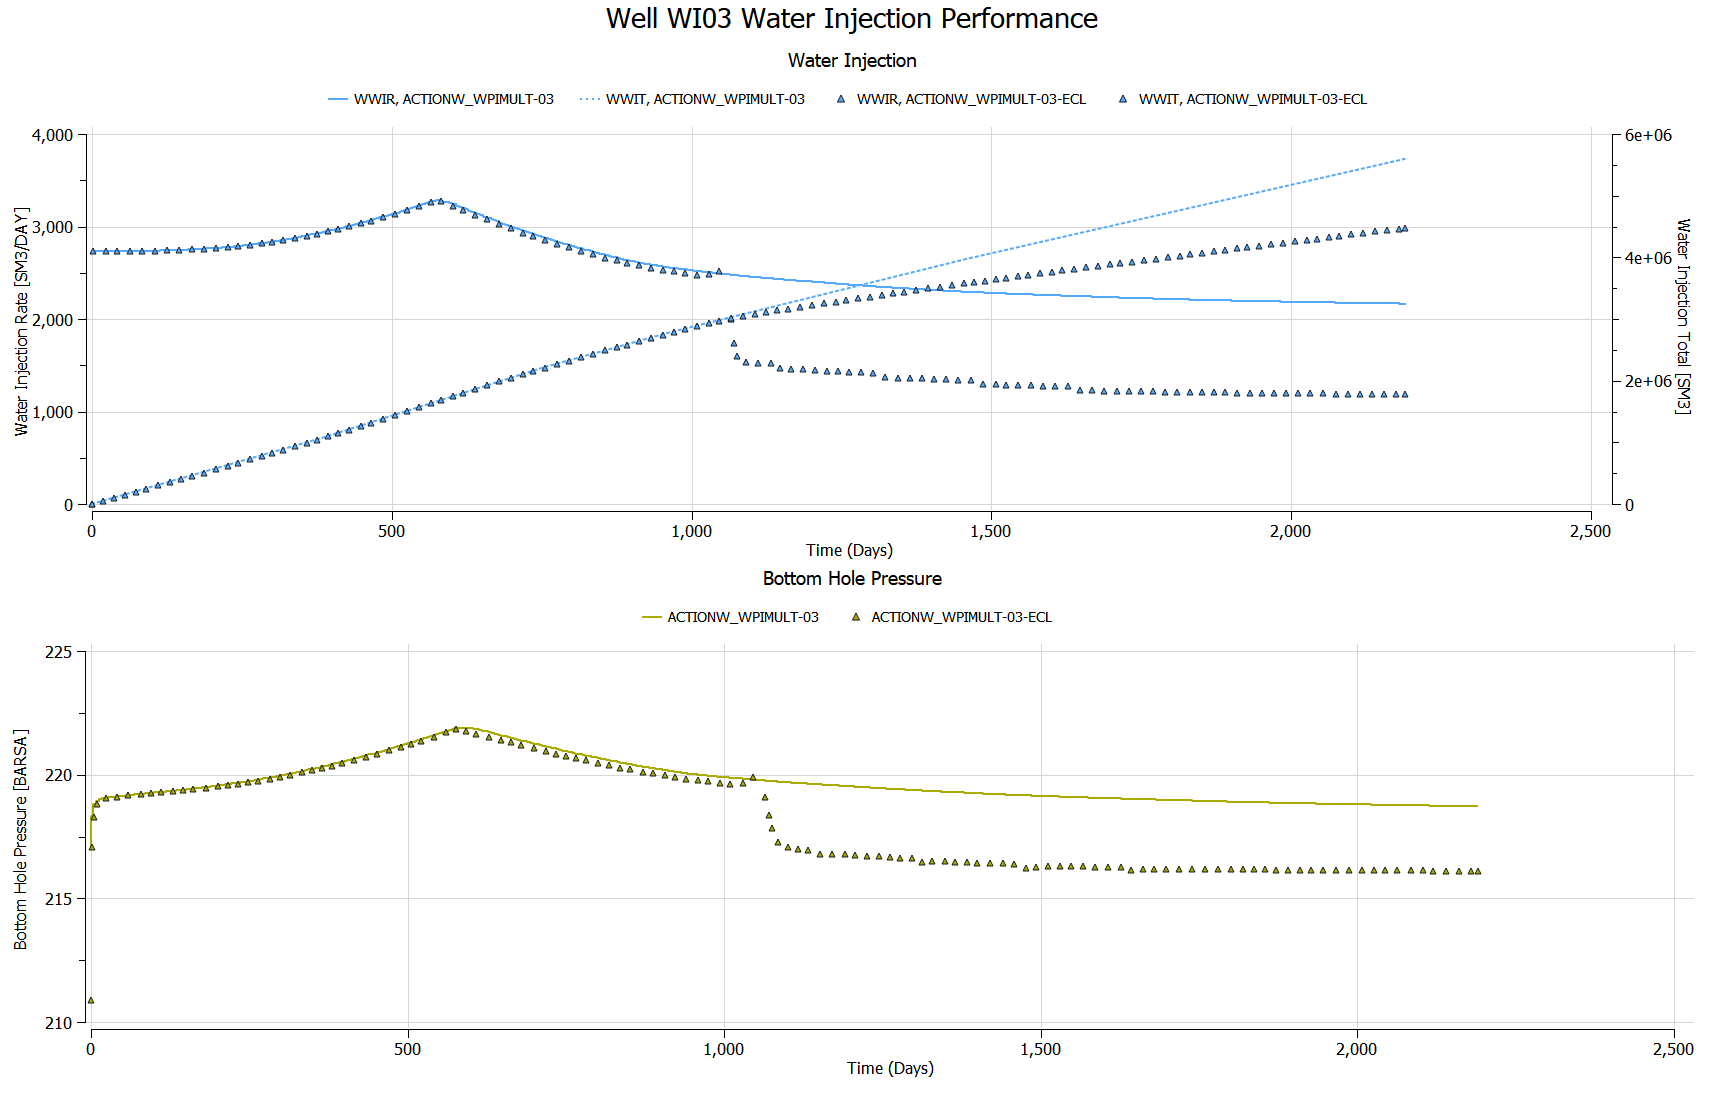 Well WI03 Water Injection Performance
Water Injection
WWIR, ACTIONW_WPIMULT-03 WWIT, ACTIONW_WPIMULT-03 WWIR, ACTIONW_WPIMULT-03-ECL WWIT, ACTIONW_WPIMULT-03-ECL
Water Injection Rate [SM3/DAY]
4,000
3,000
2,000
1,000
0
6e+06
4e+06
2e+06
0
Water Injection Total [SM3]
0 500 1,000 1,500 2,000 2,500
Time (Days)
Bottom Hole Pressure
ACTIONW_WPIMULT-03 ACTIONW_WPIMULT-03-ECL
Bottom Hole Pressure [BARSA]
225
220
215
210
0 500 1,000 1,500 2,000 2,500
Time (Days)